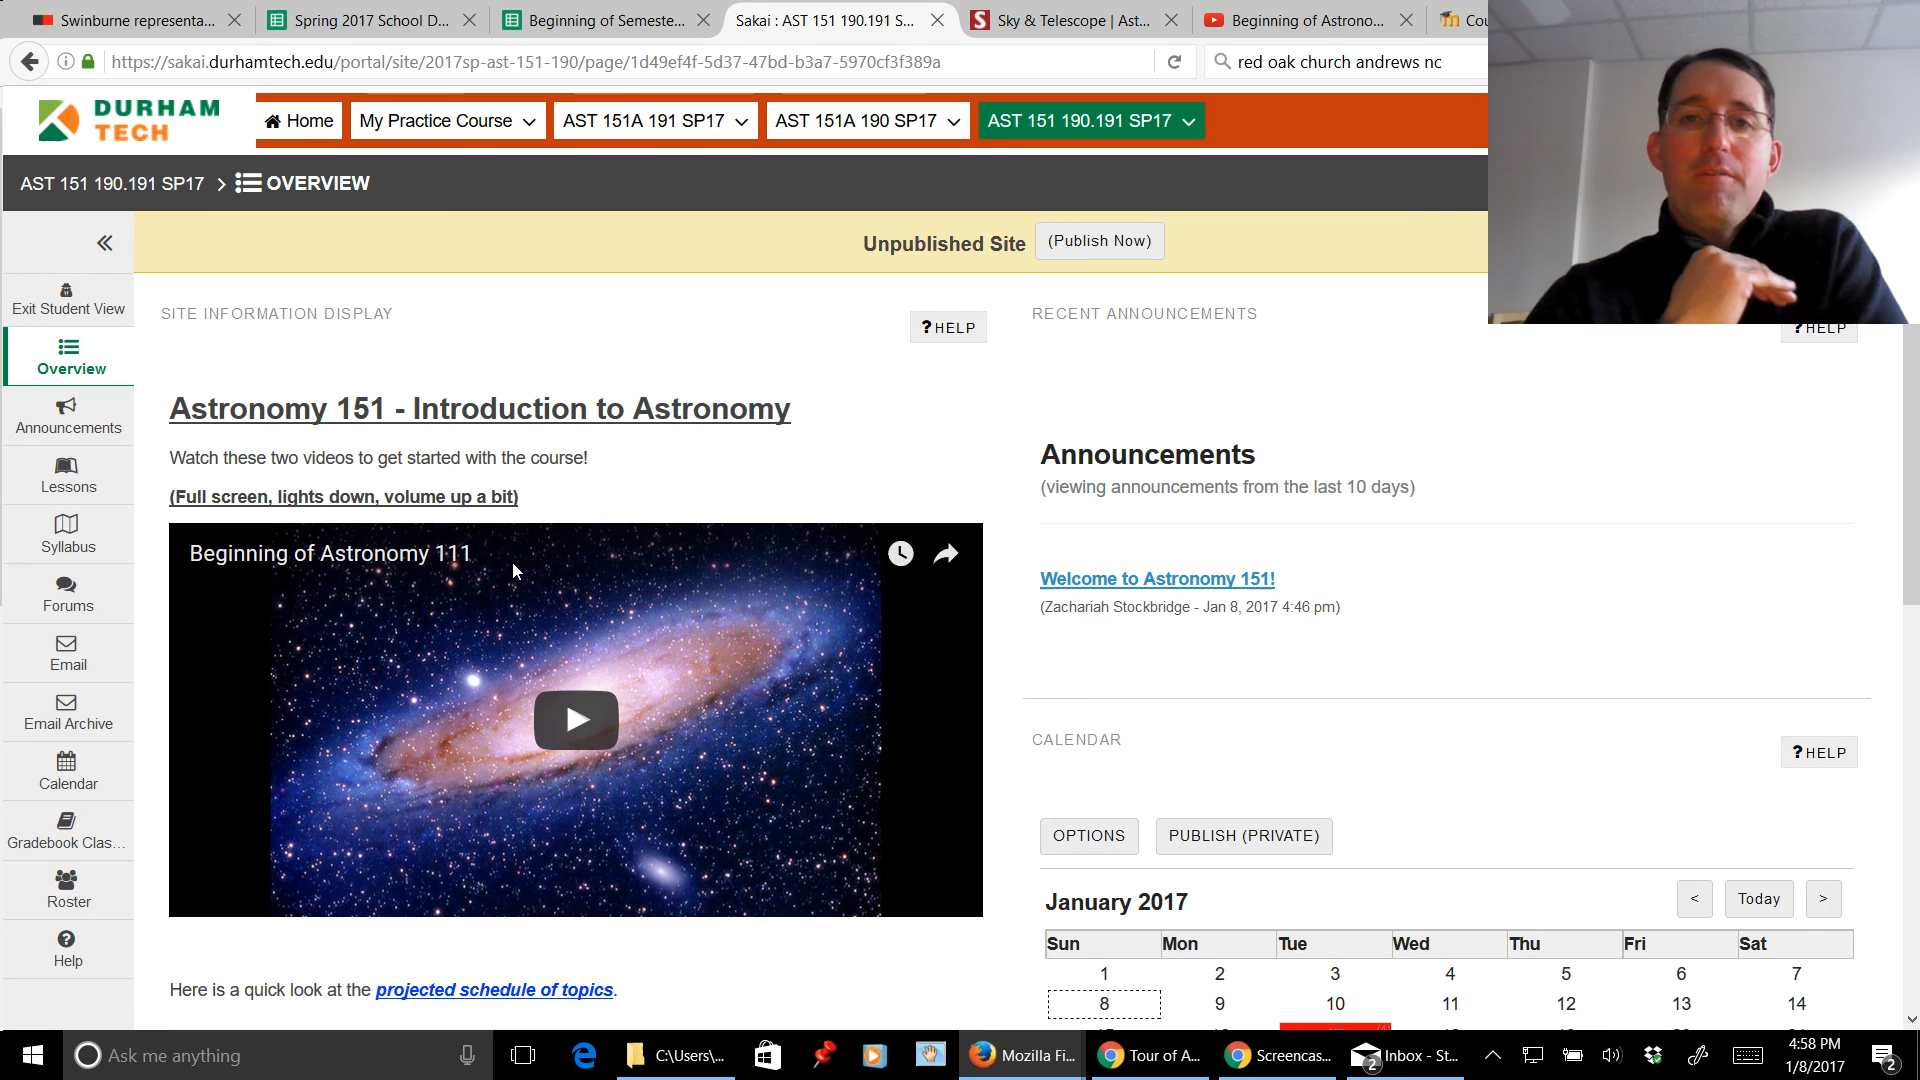 Swinburne representa...
Spring 2017 School D...
Beginning of Semeste...
Sakai : AST 151 190.191 S...
Sky & Telescope | Ast...
Beginning of Astrono...
Cou
https://sakai.durhamtech.edu/portal/site/2017sp-ast-151-190/page/1d49ef4f-5d37-47bd-b3a7-5970cf3f389a
red oak church andrews nc
DURHAM
TECH
Home
My Practice Course
AST 151A 191 SP17
AST 151A 190 SP17
AST 151 190.191 SP17
AST 151 190.191 SP17 > OVERVIEW
Unpublished Site (Publish Now)
Exit Student View
Overview
Announcements
Lessons
Syllabus
Forums
Email
Email Archive
Calendar
Gradebook Clas...
Roster
Help
SITE INFORMATION DISPLAY
? HELP
Astronomy 151 - Introduction to Astronomy
Watch these two videos to get started with the course!
(Full screen, lights down, volume up a bit)
Beginning of Astronomy 111
Here is a quick look at the projected schedule of topics.
RECENT ANNOUNCEMENTS
? HELP
Announcements
(viewing announcements from the last 10 days)
Welcome to Astronomy 151!
(Zachariah Stockbridge - Jan 8, 2017 4:46 pm)
CALENDAR
? HELP
OPTIONS
PUBLISH (PRIVATE)
January 2017
< Today >
Sun Mon Tue Wed Thu Fri Sat
1 2 3 4 5 6 7
8 9 10 11 12 13 14
Ask me anything
C:\Users\...
Mozilla Fi...
Tour of A...
Screencas...
2
Inbox - St...
4:58 PM
1/8/2017
2